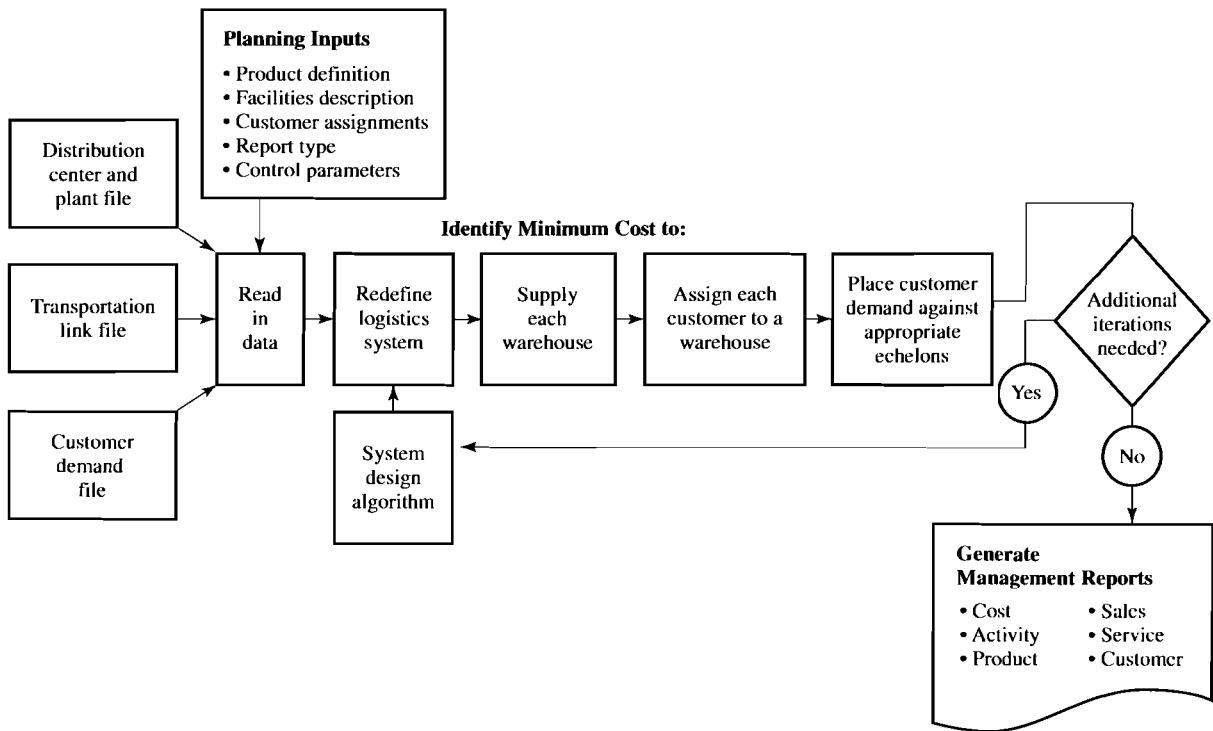 Planning Inputs
• Product definition
• Facilities description
• Customer assignments
• Report type
• Control parameters
Distribution
center and
plant file
Transportation
link file
Customer
demand
file
Read
in
data
Identify Minimum Cost to:
Redefine
logistics
system
System
design
algorithm
Supply
each
warehouse
Assign each
customer to a
warehouse
Place customer
demand against
appropriate
echelons
Additional
iterations
needed?
Yes
No
Generate
Management Reports
• Cost
• Activity
• Product
• Sales
• Service
• Customer